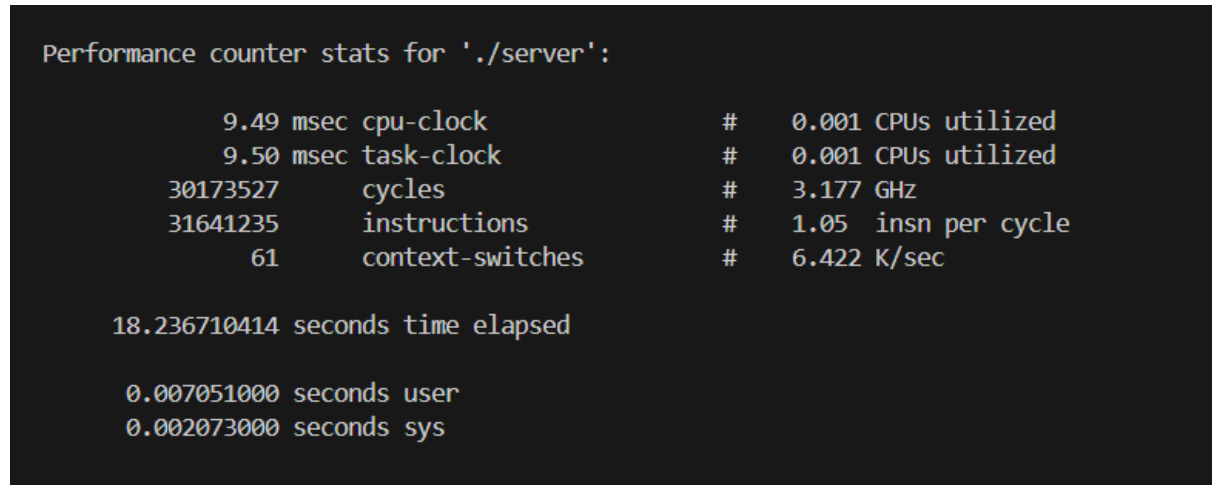 Performance counter stats for './server':
9.49 msec cpu-clock # 0.001 CPUs utilized
9.50 msec task-clock # 0.001 CPUs utilized
30173527 cycles # 3.177 GHz
31641235 instructions # 1.05 insn per cycle
61 context-switches # 6.422 K/sec
18.236710414 seconds time elapsed
0.007051000 seconds user
0.002073000 seconds sys